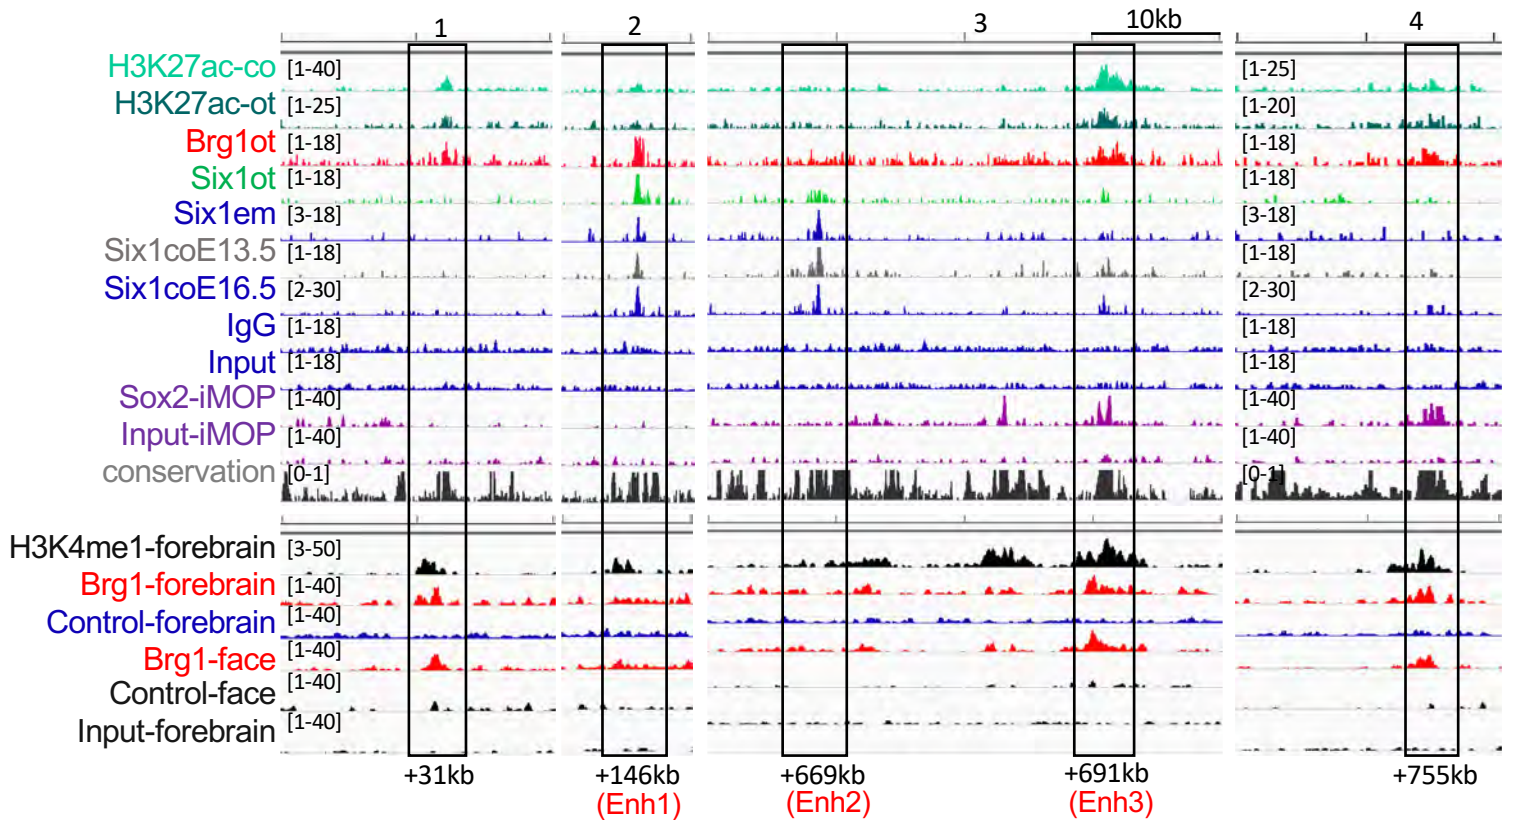 1 2 3 10kb 4
H3K27ac-co [1-40] [1-25]
H3K27ac-ot [1-25] [1-20]
Brg1ot [1-18] [1-18]
Six1ot [1-18] [1-18]
Six1em [3-18] [3-18]
Six1coE13.5 [1-18] [1-18]
Six1coE16.5 [2-30] [2-30]
IgG [1-18] [1-18]
Input [1-18] [1-18]
Sox2-iMOP [1-40] [1-40]
Input-iMOP [1-40] [1-40]
conservation [0-1] [0-1]
H3K4me1-forebrain [3-50]
Brg1-forebrain [1-40]
Control-forebrain [1-40]
Brg1-face [1-40]
Control-face [1-40]
Input-forebrain [1-40]
+31kb +146kb +669kb +691kb +755kb
(Enh1) (Enh2) (Enh3)